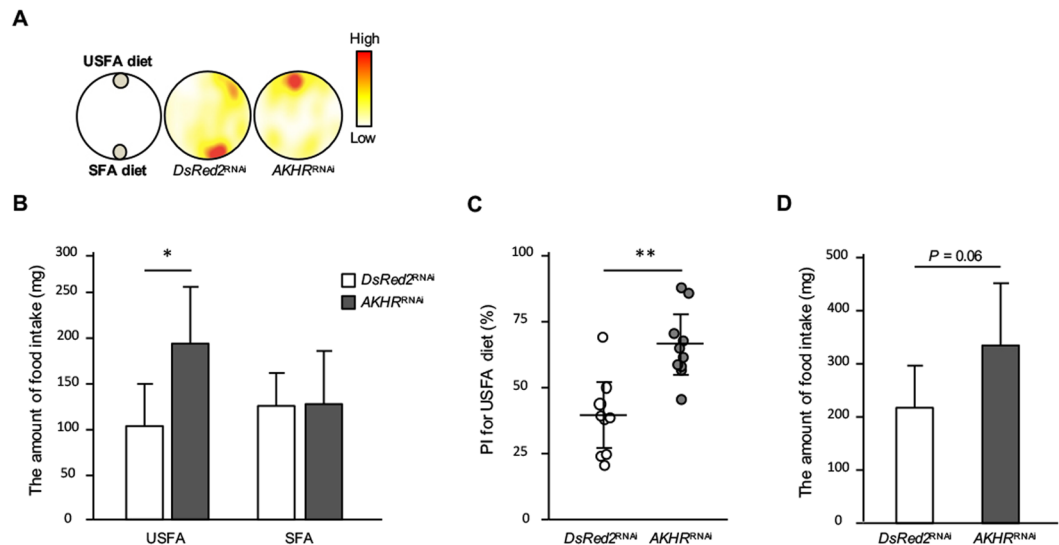 A
USFA diet
SFA diet
DsRed2RNAi
AKHRRNAi
High
Low
B
The amount of food intake (mg)
300
250
200
150
100
50
0
*
USFA
SFA
DsRed2RNAi
AKHRRNAi
C
PI for USFA diet (%)
100
75
50
25
0
**
DsRed2RNAi
AKHRRNAi
D
The amount of food intake (mg)
500
400
300
200
100
0
P = 0.06
DsRed2RNAi
AKHRRNAi